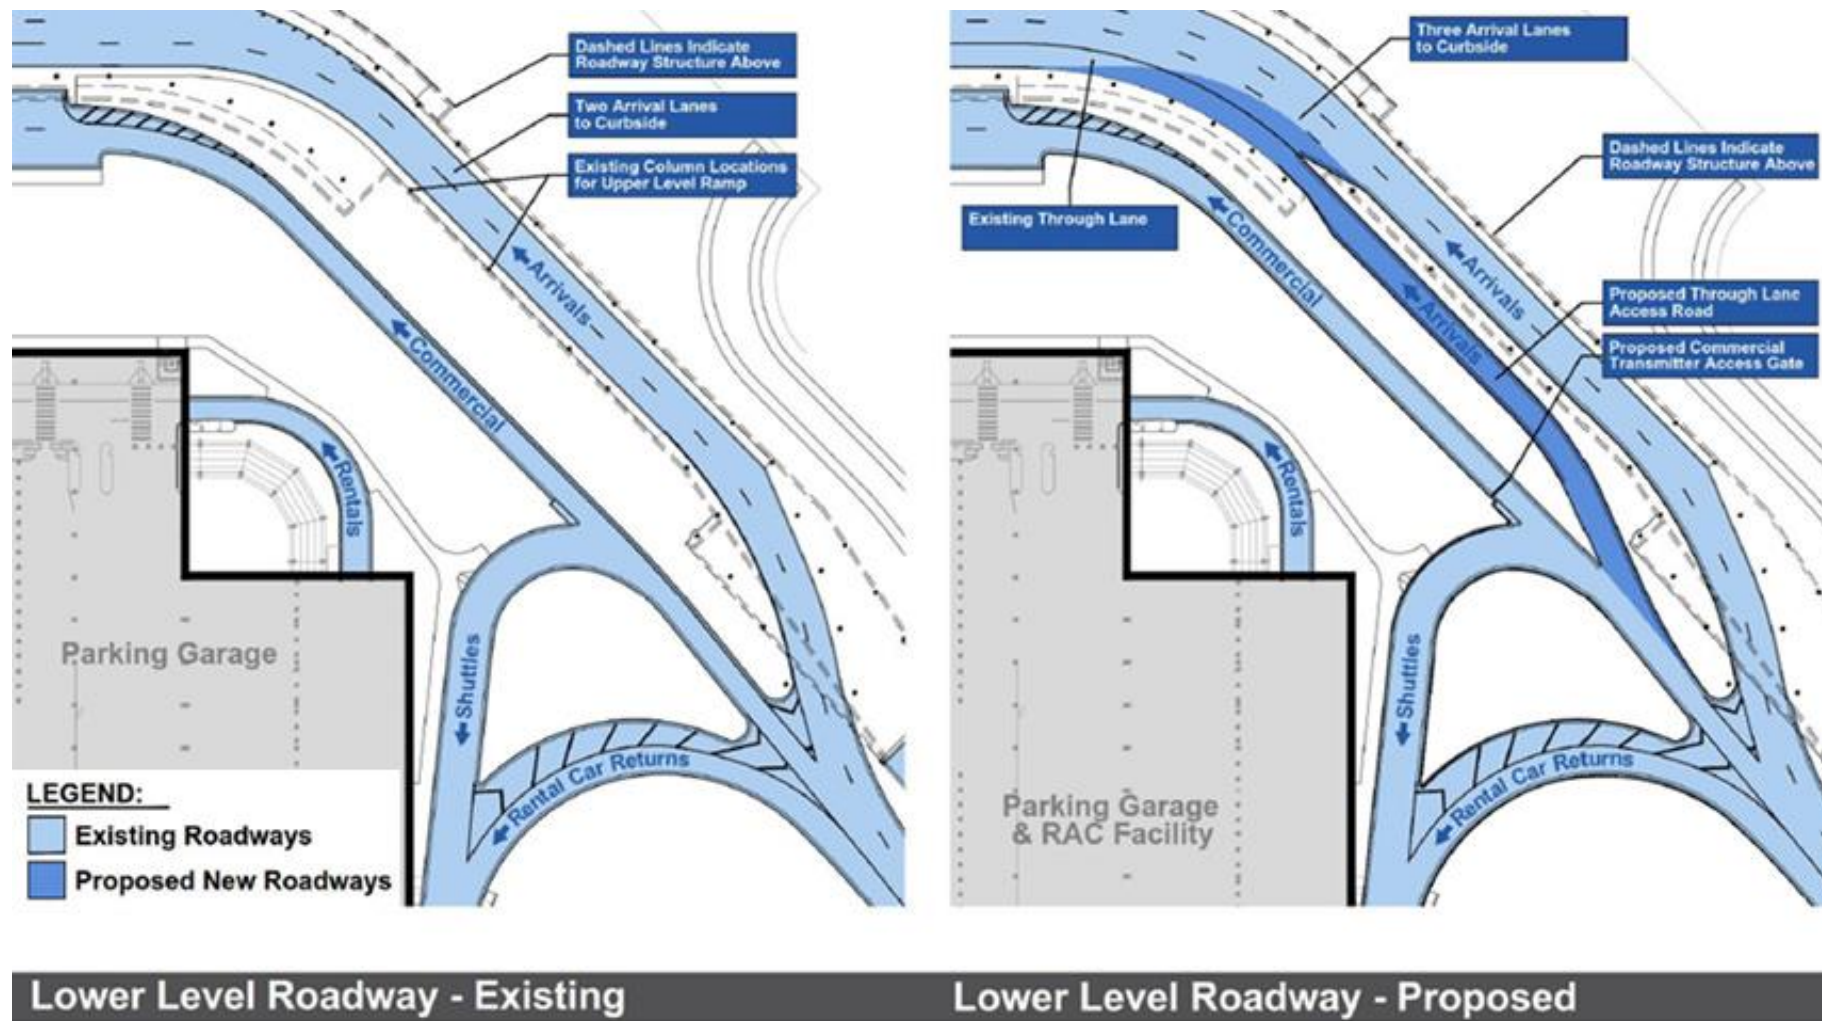 Dashed Lines Indicate
Roadway Structure Above
Two Arrival Lanes
to Curbside
Existing Column Locations
for Upper Level Ramp
Arrivals
Commercial
Rentals
Parking Garage
Shuttles
Rental Car Returns
LEGEND:
Existing Roadways
Proposed New Roadways
Lower Level Roadway - Existing
Three Arrival Lanes
to Curbside
Dashed Lines Indicate
Roadway Structure Above
Existing Through Lane
Commercial
Arrivals
Arrivals
Proposed Through Lane
Access Road
Proposed Commercial
Transmitter Access Gate
Rentals
Shuttles
Rental Car Returns
Parking Garage
& RAC Facility
Lower Level Roadway - Proposed